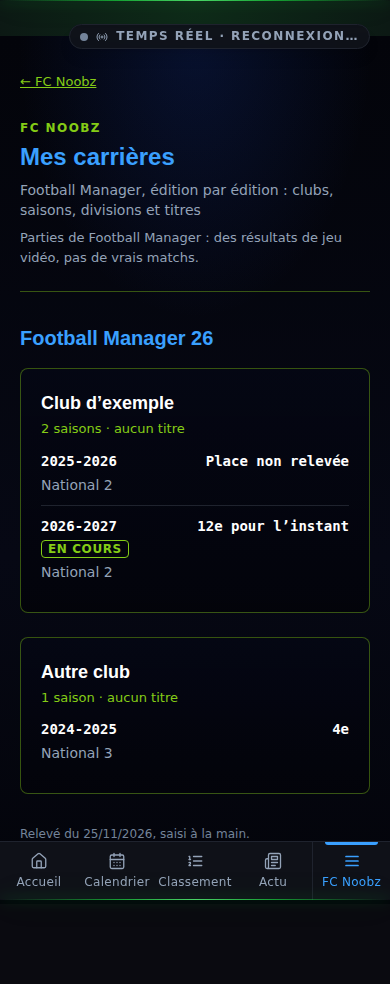 TEMPS RÉEL · RECONNEXION…
← FC Noobz
FC NOOBZ
Mes carrières
Football Manager, édition par édition : clubs,
saisons, divisions et titres
Parties de Football Manager : des résultats de jeu
vidéo, pas de vrais matchs.
Football Manager 26
Club d’exemple
2 saisons · aucun titre
2025-2026 Place non relevée
National 2
2026-2027 12e pour l’instant
EN COURS
National 2
Autre club
1 saison · aucun titre
2024-2025 4e
National 3
Relevé du 25/11/2026, saisi à la main.
Accueil Calendrier Classement Actu FC Noobz